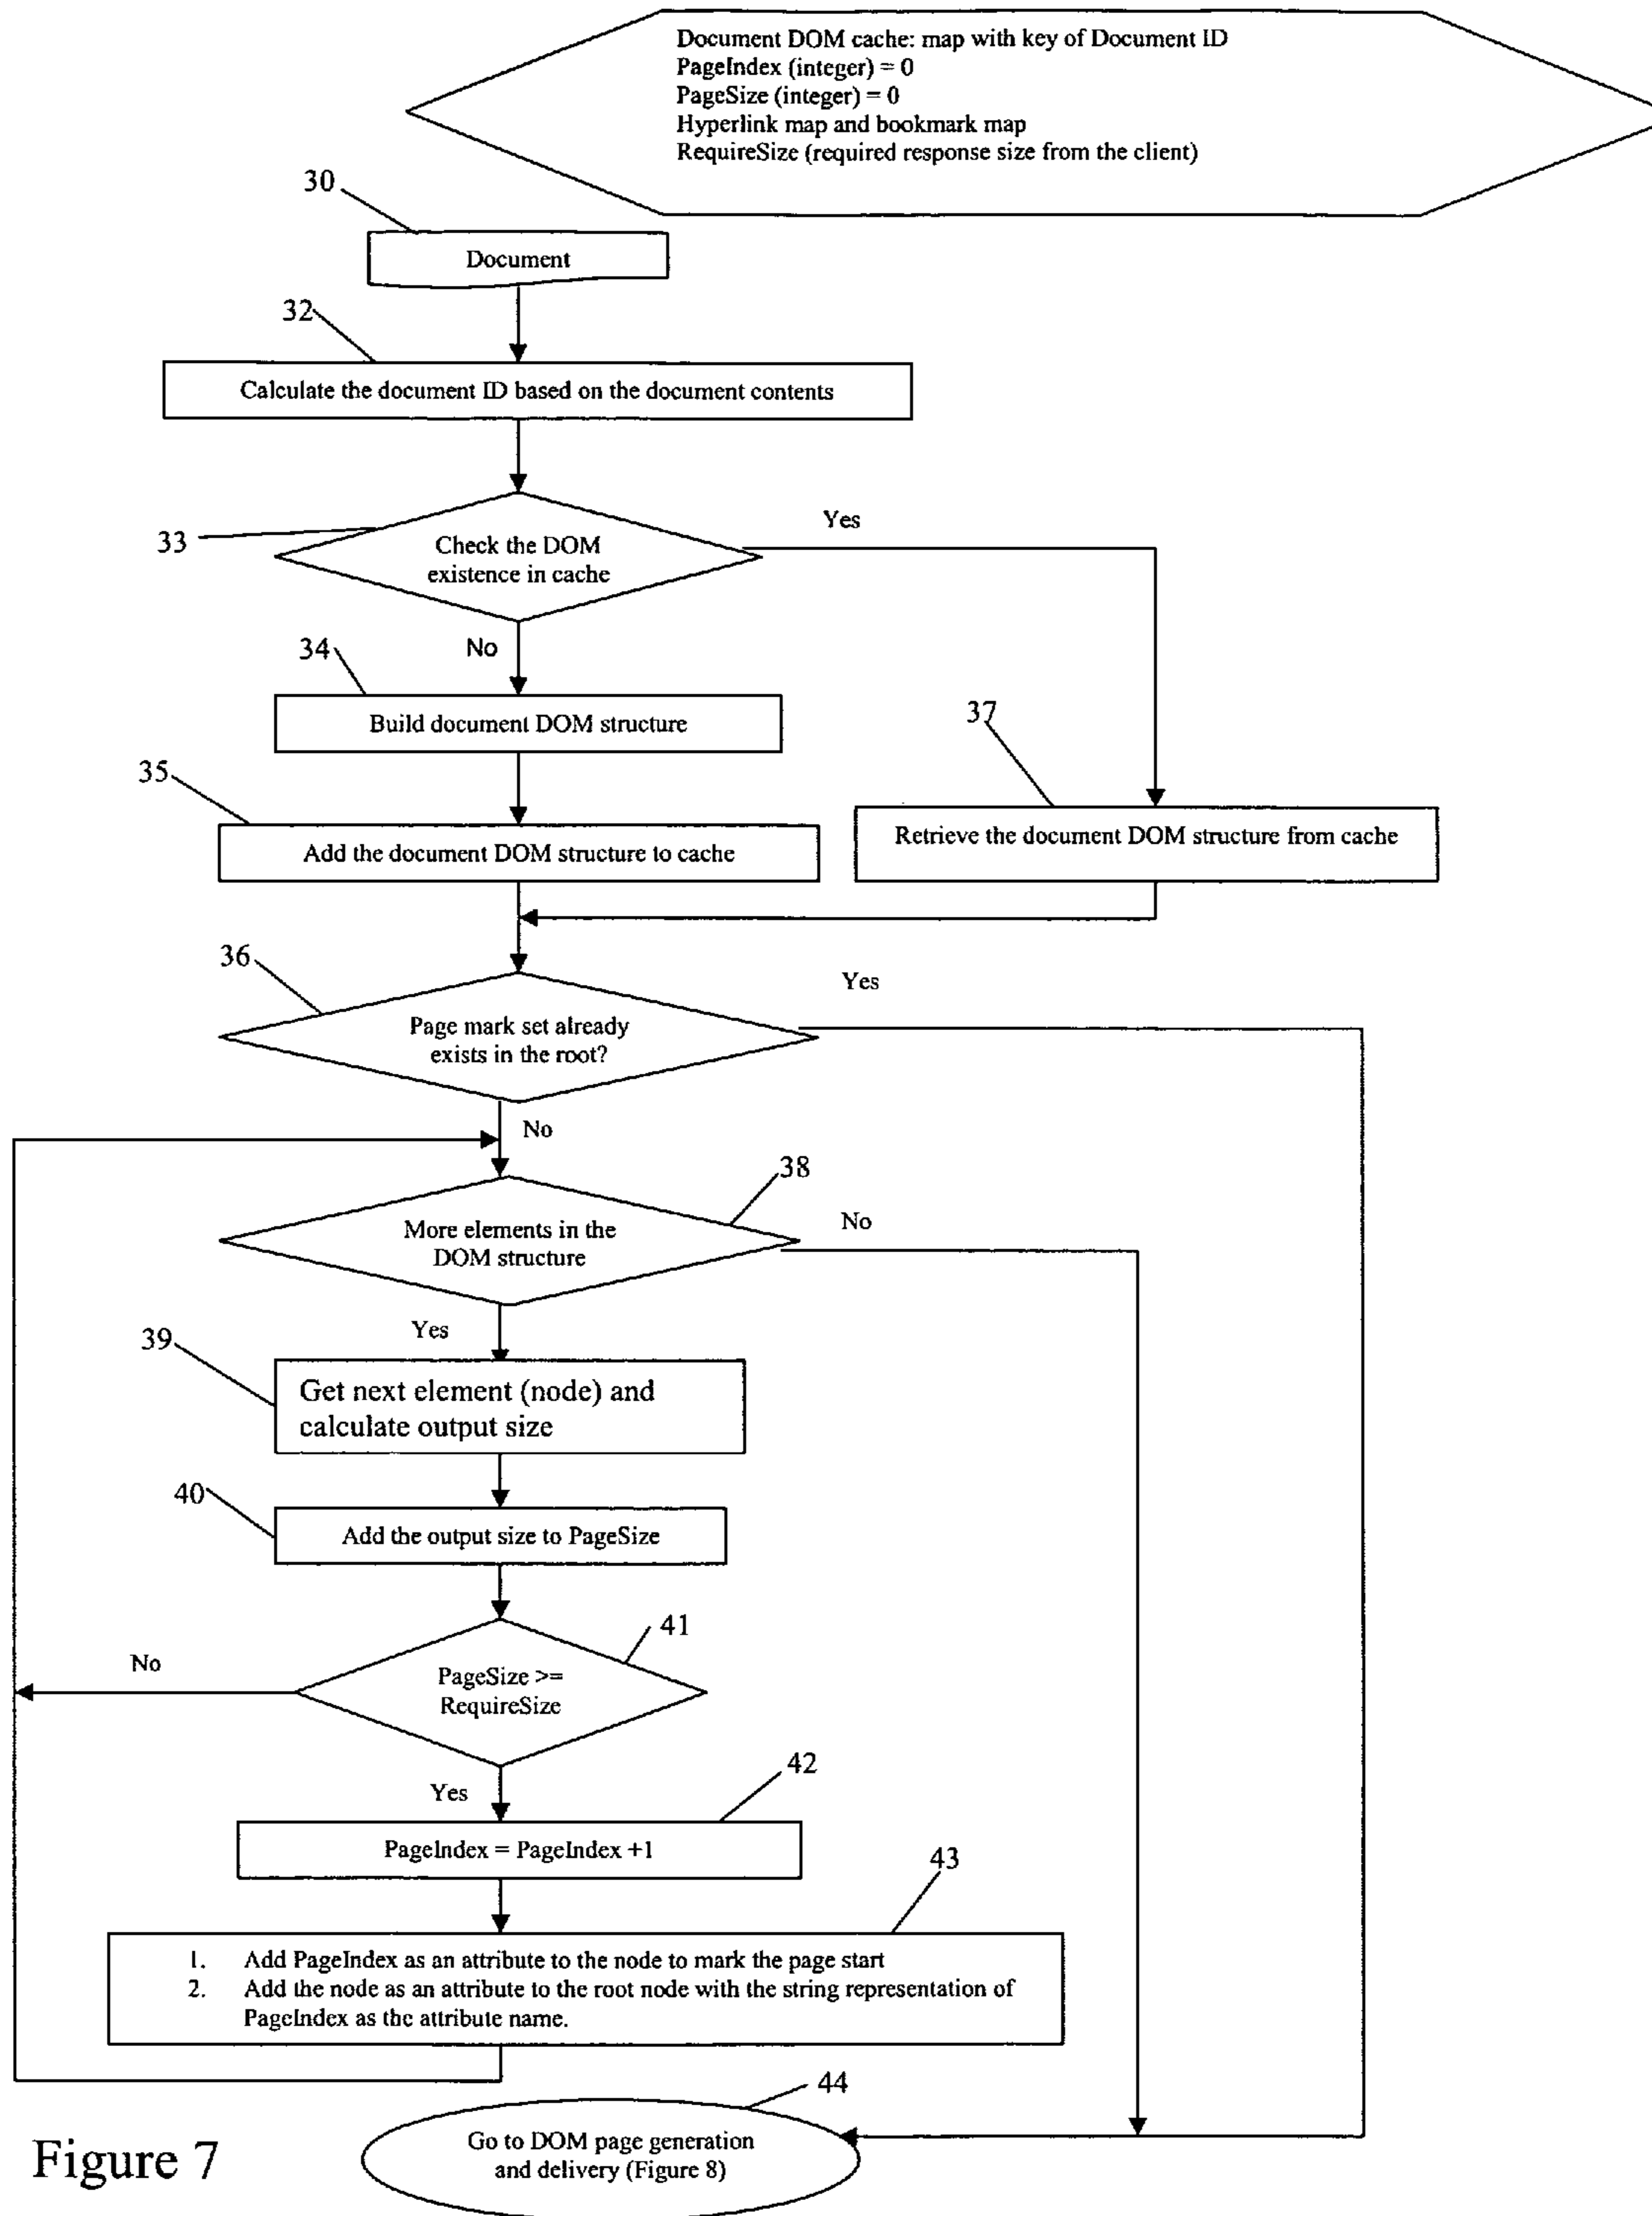 Document DOM cache: map with key of Document ID
PageIndex (integer) = 0
PageSize (integer) = 0
Hyperlink map and bookmark map
RequireSize (required response size from the client)
30
Document
32
Calculate the document ID based on the document contents
33
Check the DOM
existence in cache
Yes
No
34
Build document DOM structure
37
35
Add the document DOM structure to cache
Retrieve the document DOM structure from cache
36
Page mark set already
exists in the root?
Yes
No
38
More elements in the
DOM structure
No
Yes
39
Get next element (node) and
calculate output size
40
Add the output size to PageSize
41
PageSize >=
RequireSize
No
Yes
42
PageIndex = PageIndex +1
43
1. Add PageIndex as an attribute to the node to mark the page start
2. Add the node as an attribute to the root node with the string representation of
PageIndex as the attribute name.
44
Go to DOM page generation
and delivery (Figure 8)
Figure 7